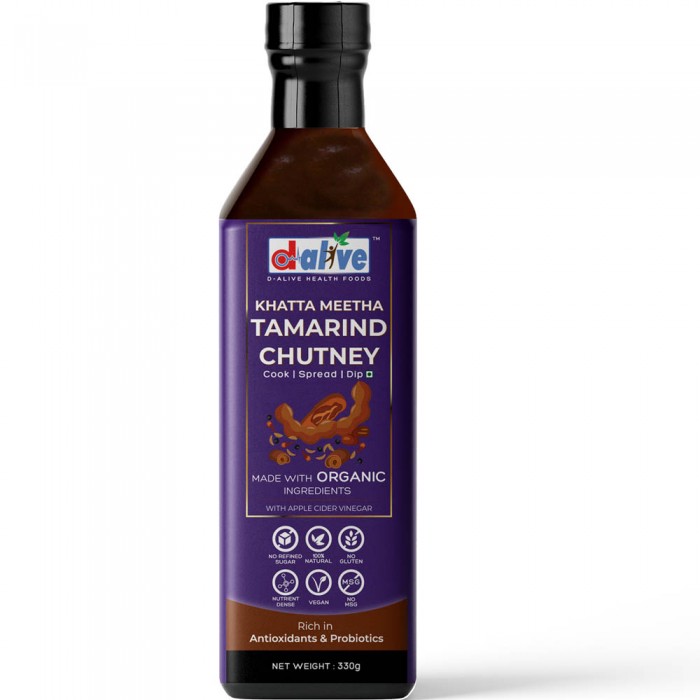 d-alive™
D-ALIVE HEALTH FOODS
KHATTA MEETHA
TAMARIND
CHUTNEY
Cook | Spread | Dip
MADE WITH ORGANIC
INGREDIENTS
WITH APPLE CIDER VINEGAR
NO REFINED
SUGAR
100%
NATURAL
NO
GLUTEN
NUTRIENT
DENSE
VEGAN
MSG
NO
MSG
Rich in
Antioxidants & Probiotics
NET WEIGHT : 330g